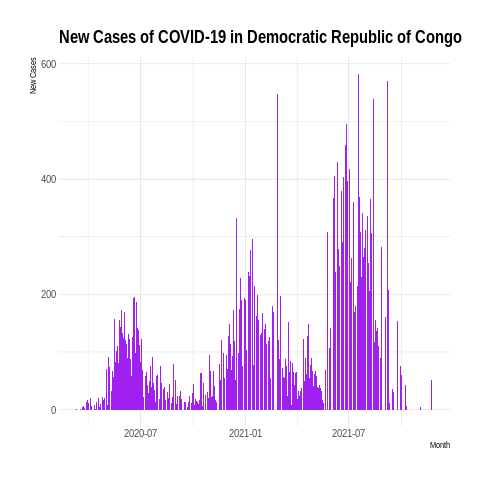 New Cases of COVID-19 in Democratic Republic of Congo
New Cases
600
400
200
0
2020-07
2021-01
2021-07
Month